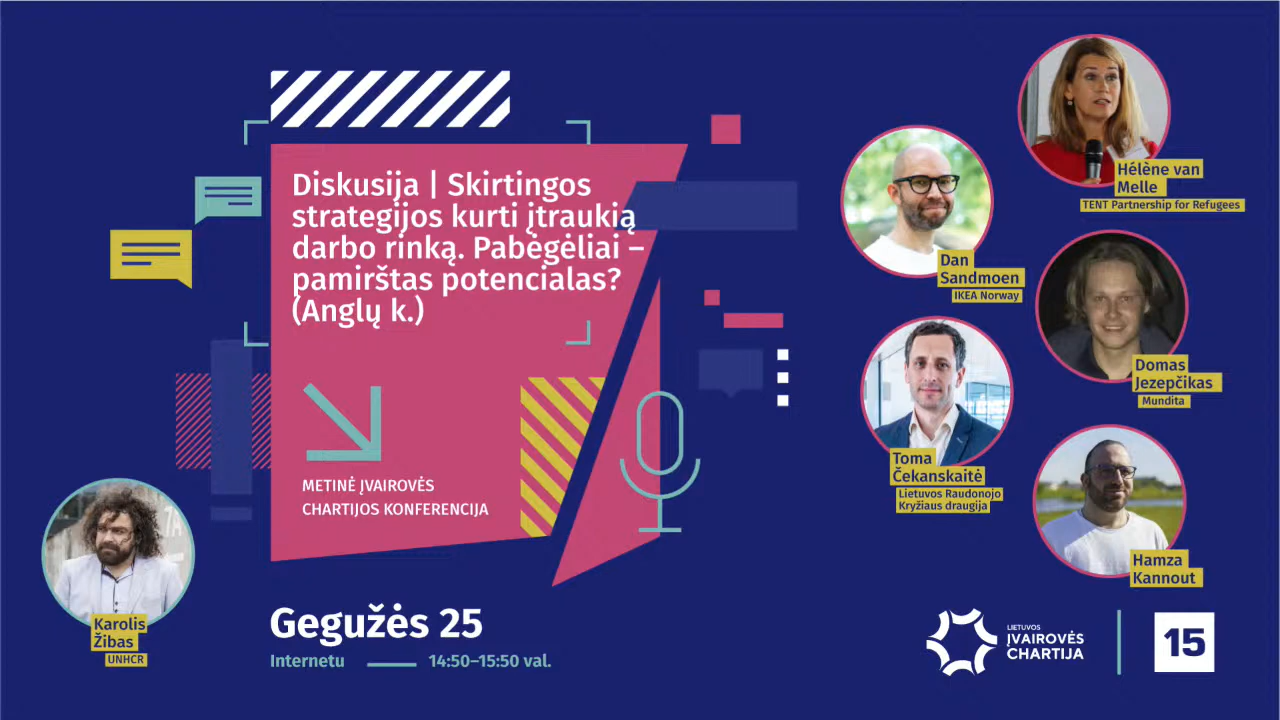 Diskusija | Skirtingos
strategijos kurti įtraukią
darbo rinką. Pabėgėliai –
pamirštas potencialas?
(Anglų k.)
METINĖ ĮVAIROVĖS
CHARTIJOS KONFERENCIJA
Gegužės 25
Internetu
14:50–15:50 val.
Karolis
Žibas
UNHCR
Hélène van
Melle
TENT Partnership for Refugees
Dan
Sandmoen
IKEA Norway
Domas
Jezepčikas
Mundita
Toma
Čekanskaitė
Lietuvos Raudonojo
Kryžiaus draugija
Hamza
Kannout
LIETUVOS
ĮVAIROVĖS
CHARTIJA
15